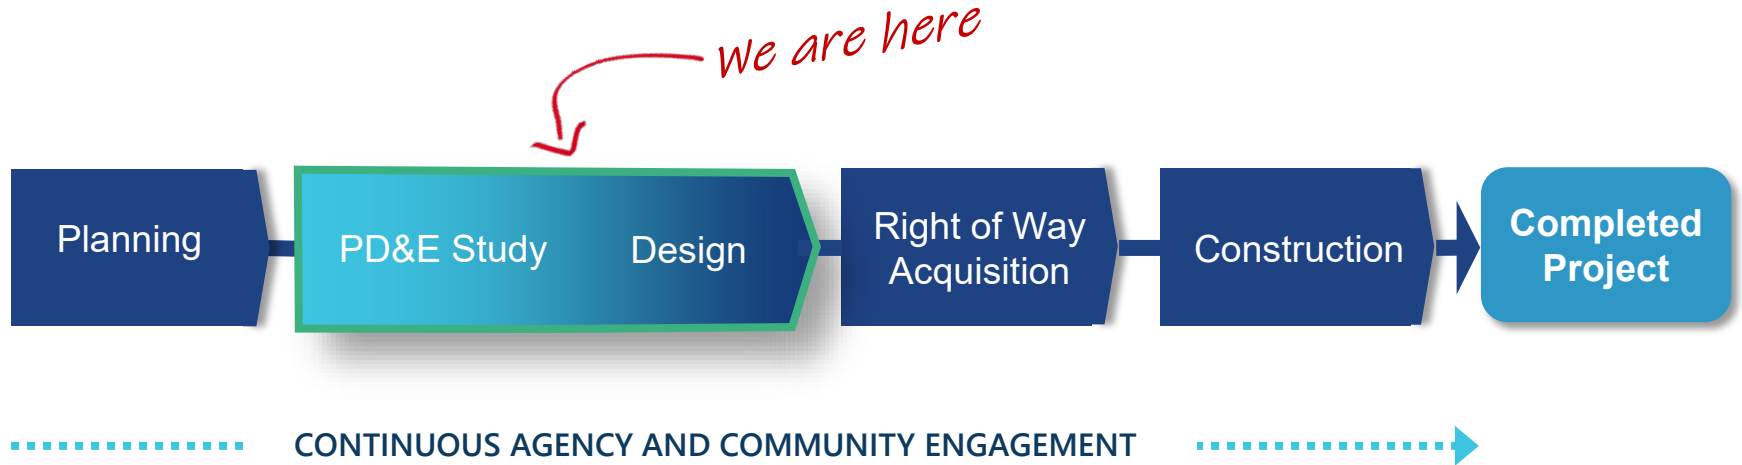 We are here
Planning
PD&E Study
Design
Right of Way
Acquisition
Construction
Completed
Project
CONTINUOUS AGENCY AND COMMUNITY ENGAGEMENT